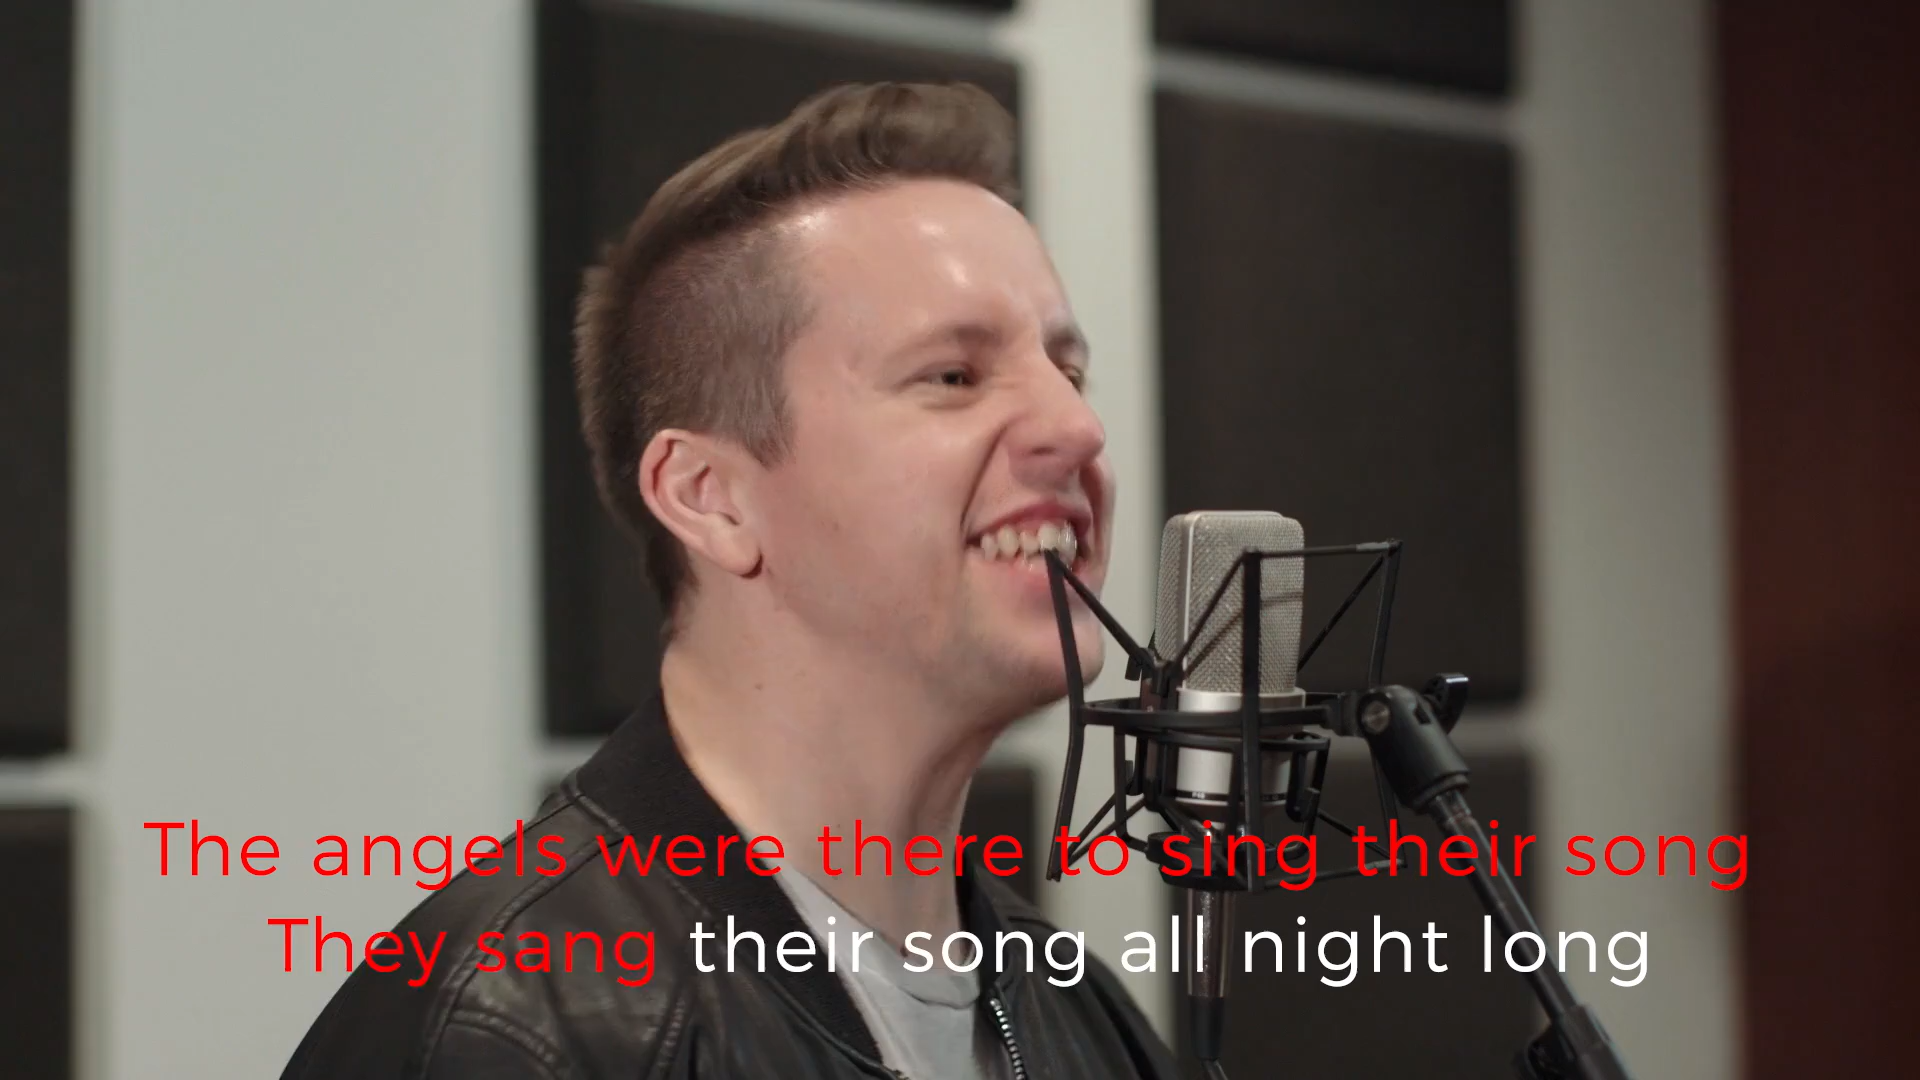 The angels were there to sing their song
They sang their song all night long